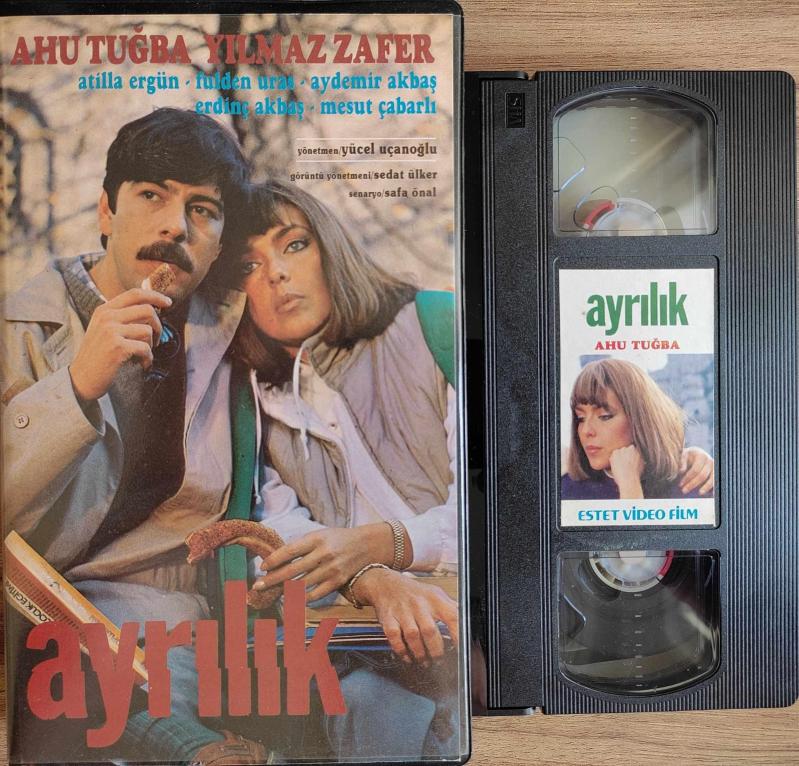 AHU TUĞBA YILMAZ ZAFER
atilla ergün - fulden uras - aydemir akbaş
erdinç akbaş - mesut çabarlı
yönetmen/yücel uçanoğlu
görüntü yönetmeni/sedat ülker
senaryo/safa önal
ayrılık
VHS
ayrılık
AHU TUĞBA
ESTET VİDEO FİLM